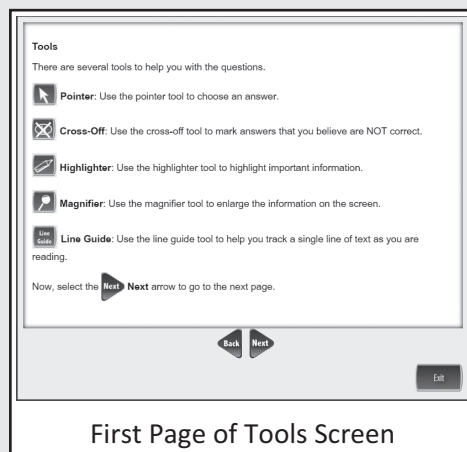 Tools
There are several tools to help you with the questions.
Pointer: Use the pointer tool to choose an answer.
Cross-Off: Use the cross-off tool to mark answers that you believe are NOT correct.
Highlighter: Use the highlighter tool to highlight important information.
Magnifier: Use the magnifier tool to enlarge the information on the screen.
Line Guide Line Guide: Use the line guide tool to help you track a single line of text as you are
reading.
Now, select the Next Next arrow to go to the next page.
Back Next
Exit
First Page of Tools Screen